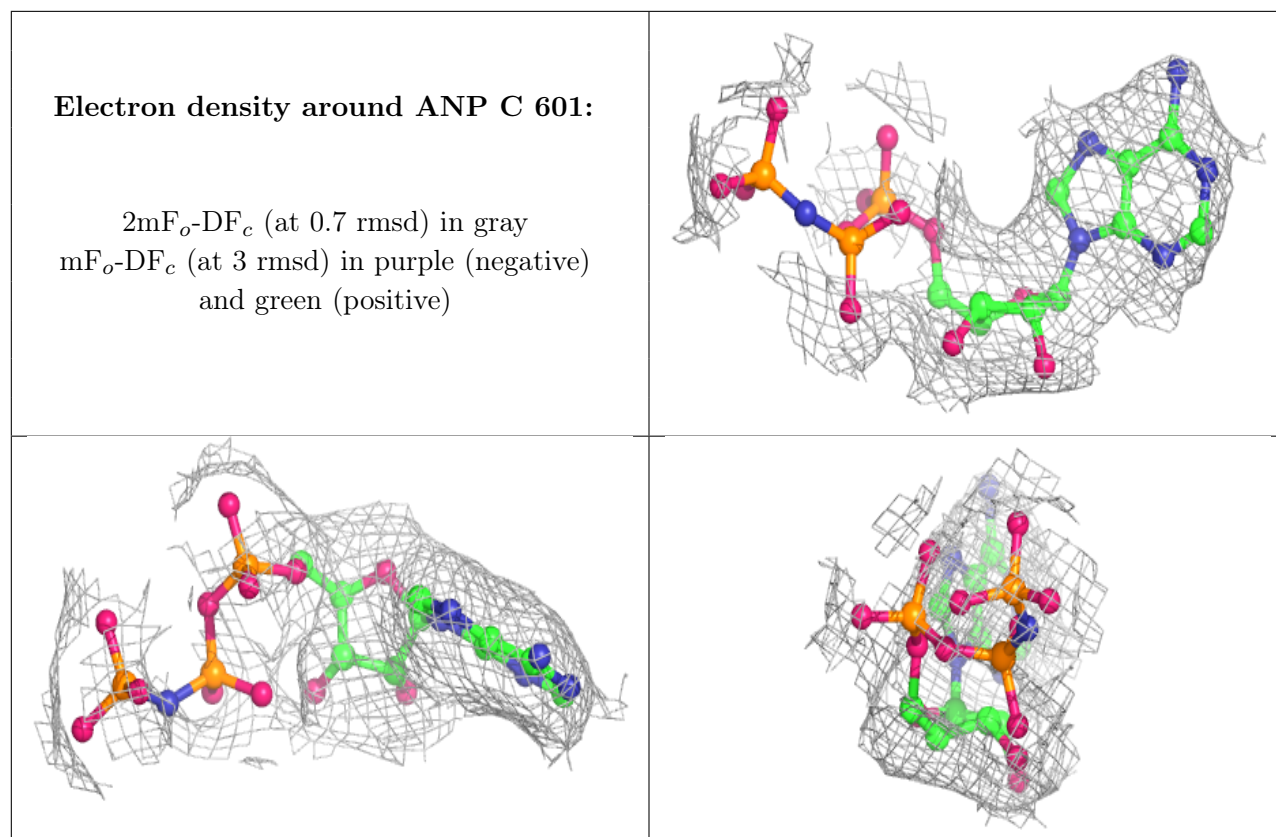 Electron density around ANP C 601:
2mFₒ-DF𝒸 (at 0.7 rmsd) in gray
mFₒ-DF𝒸 (at 3 rmsd) in purple (negative)
and green (positive)